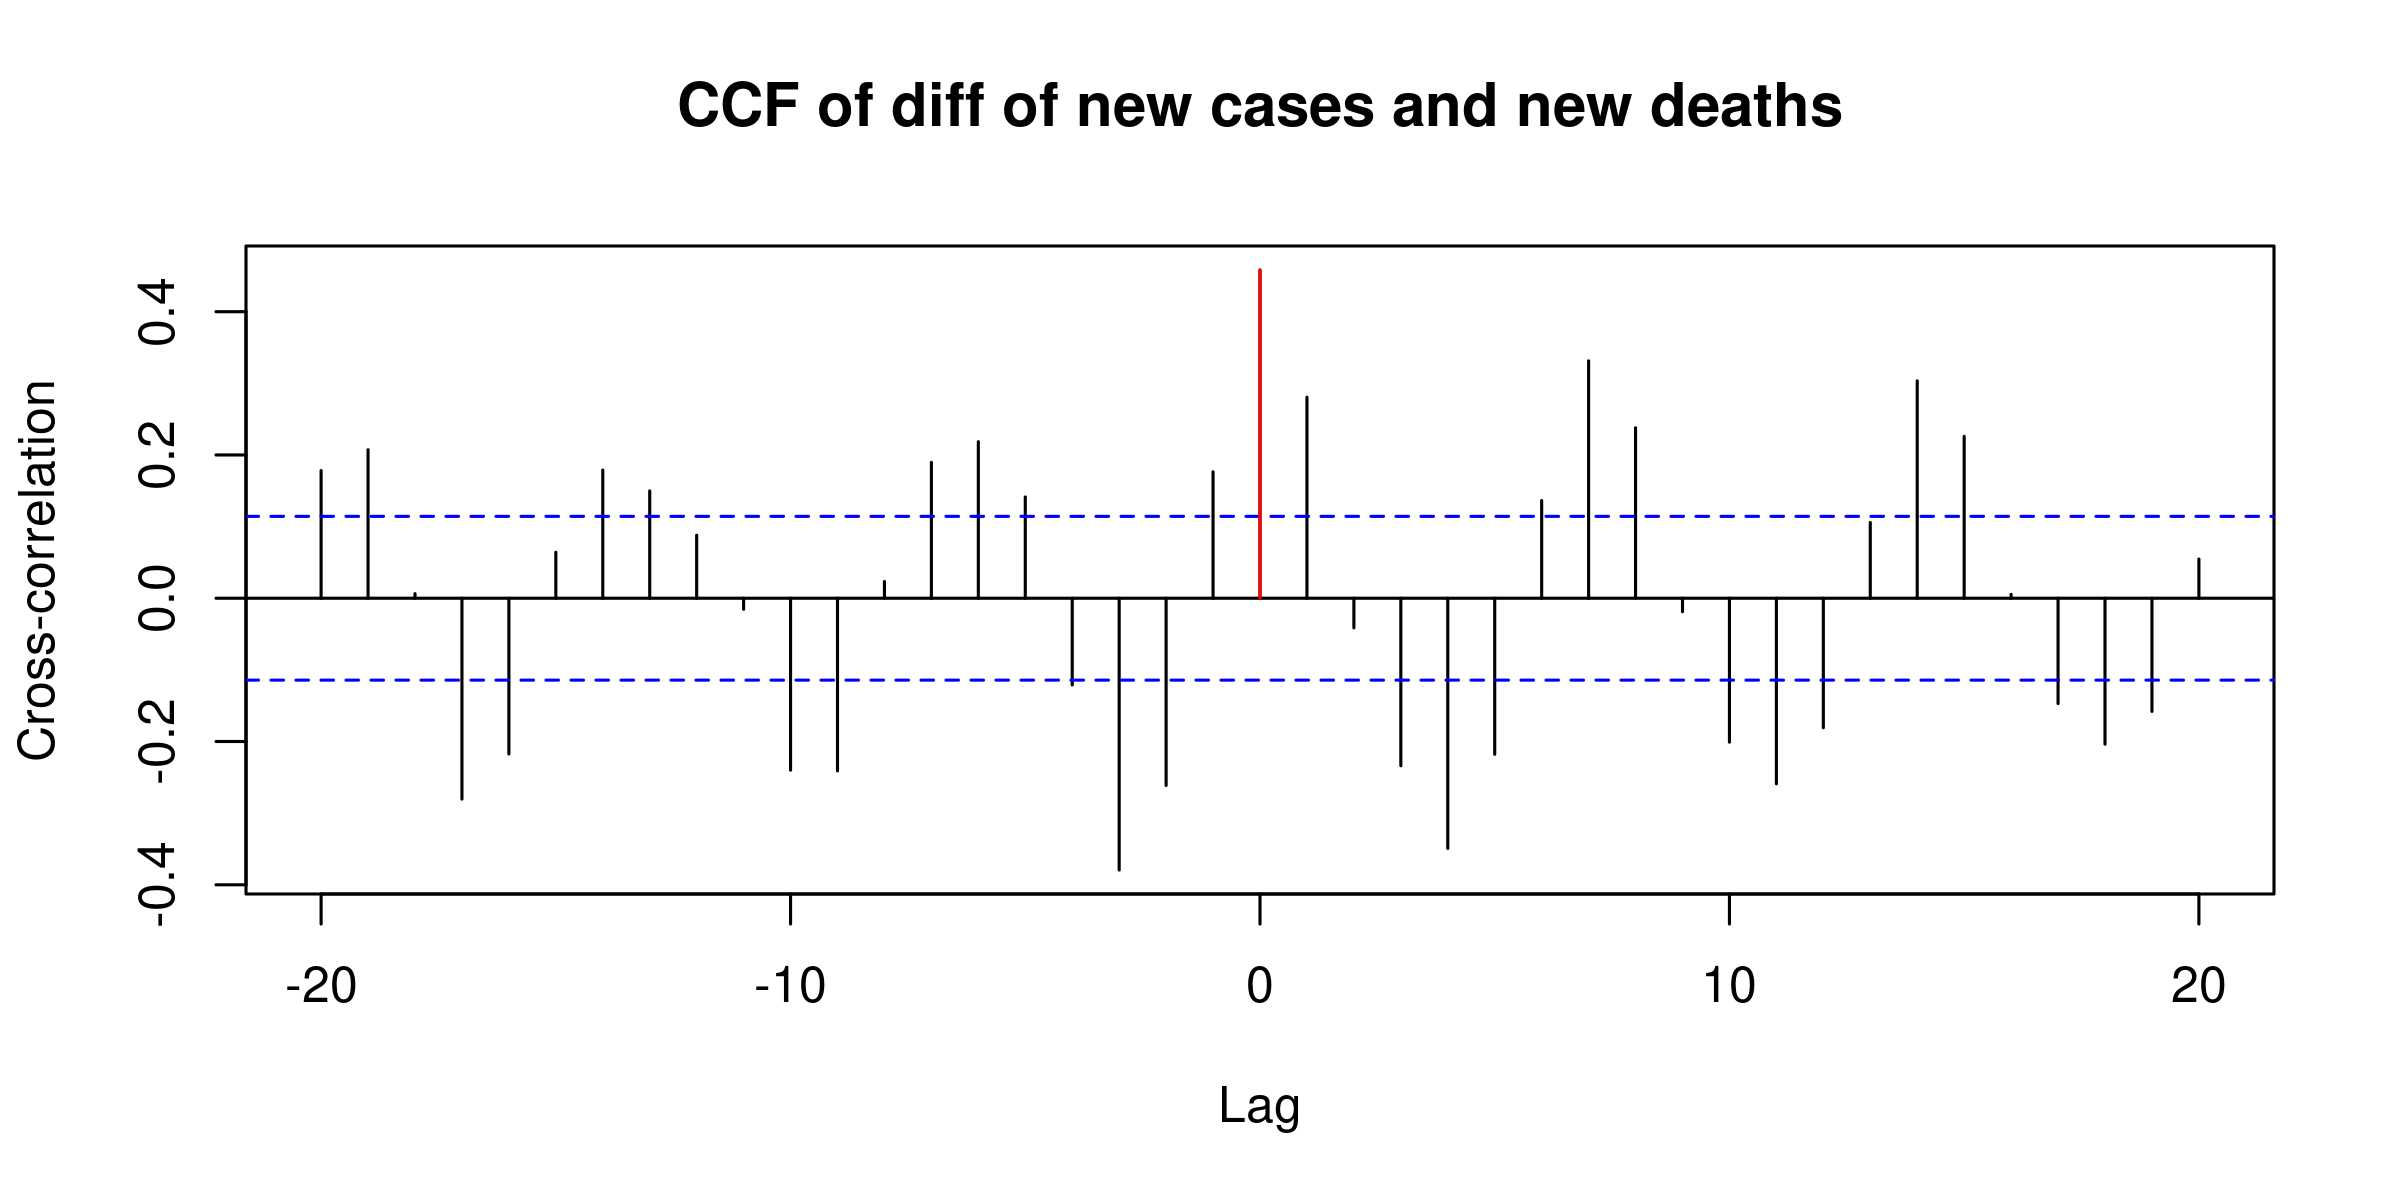 CCF of diff of new cases and new deaths
Cross-correlation
0.4
0.2
0.0
-0.2
-0.4
-20 -10 0 10 20
Lag